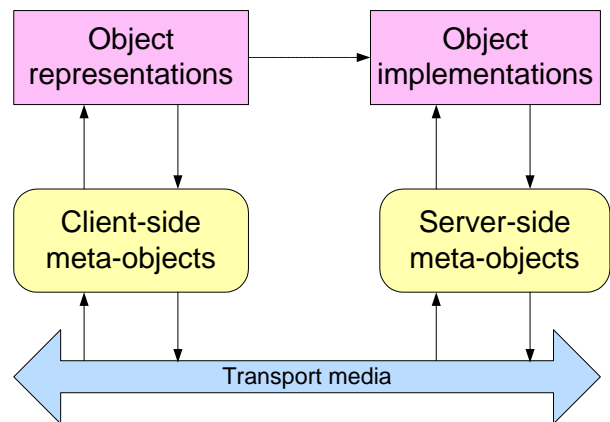 Object
representations
Object
implementations
Client-side
meta-objects
Server-side
meta-objects
Transport media